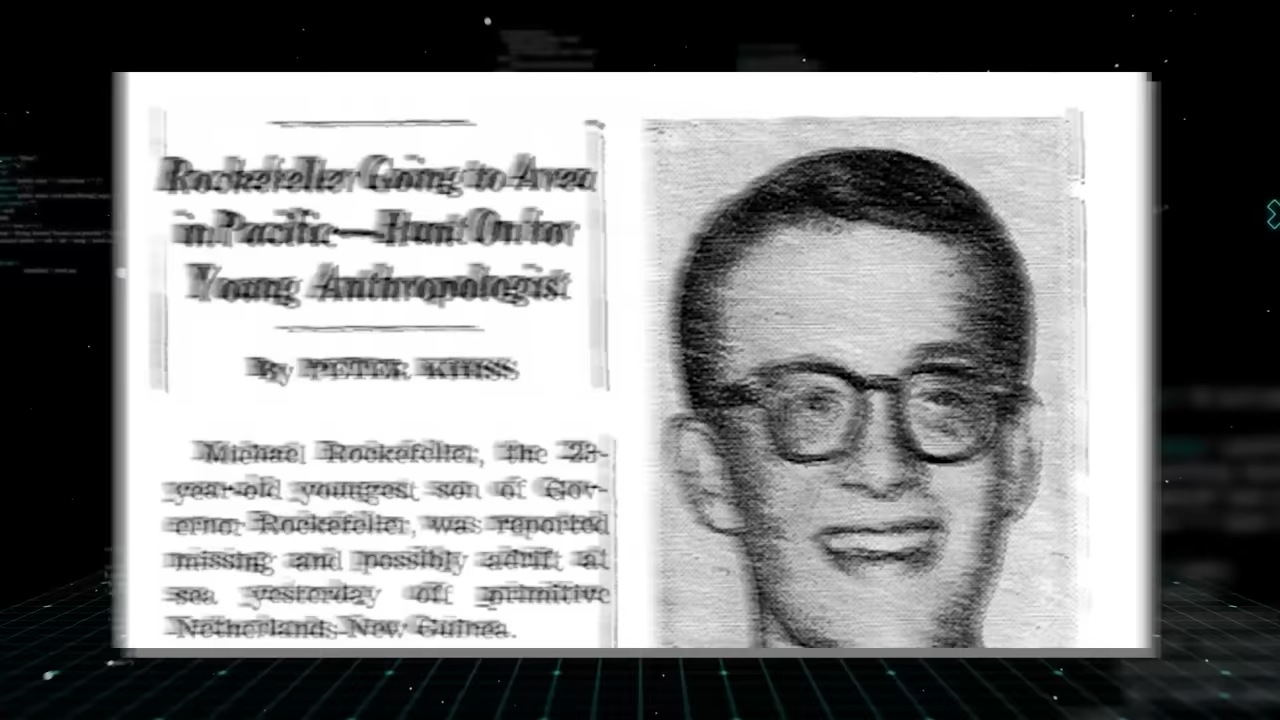 Rockefeller Going to Area
in Pacific—Hunt On for
Young Anthropologist
By PETER KIHSS
Michael Rockefeller, the 23-
year-old youngest son of Gov-
ernor Rockefeller, was reported
missing and possibly adrift at
sea yesterday off primitive
Netherlands New Guinea.